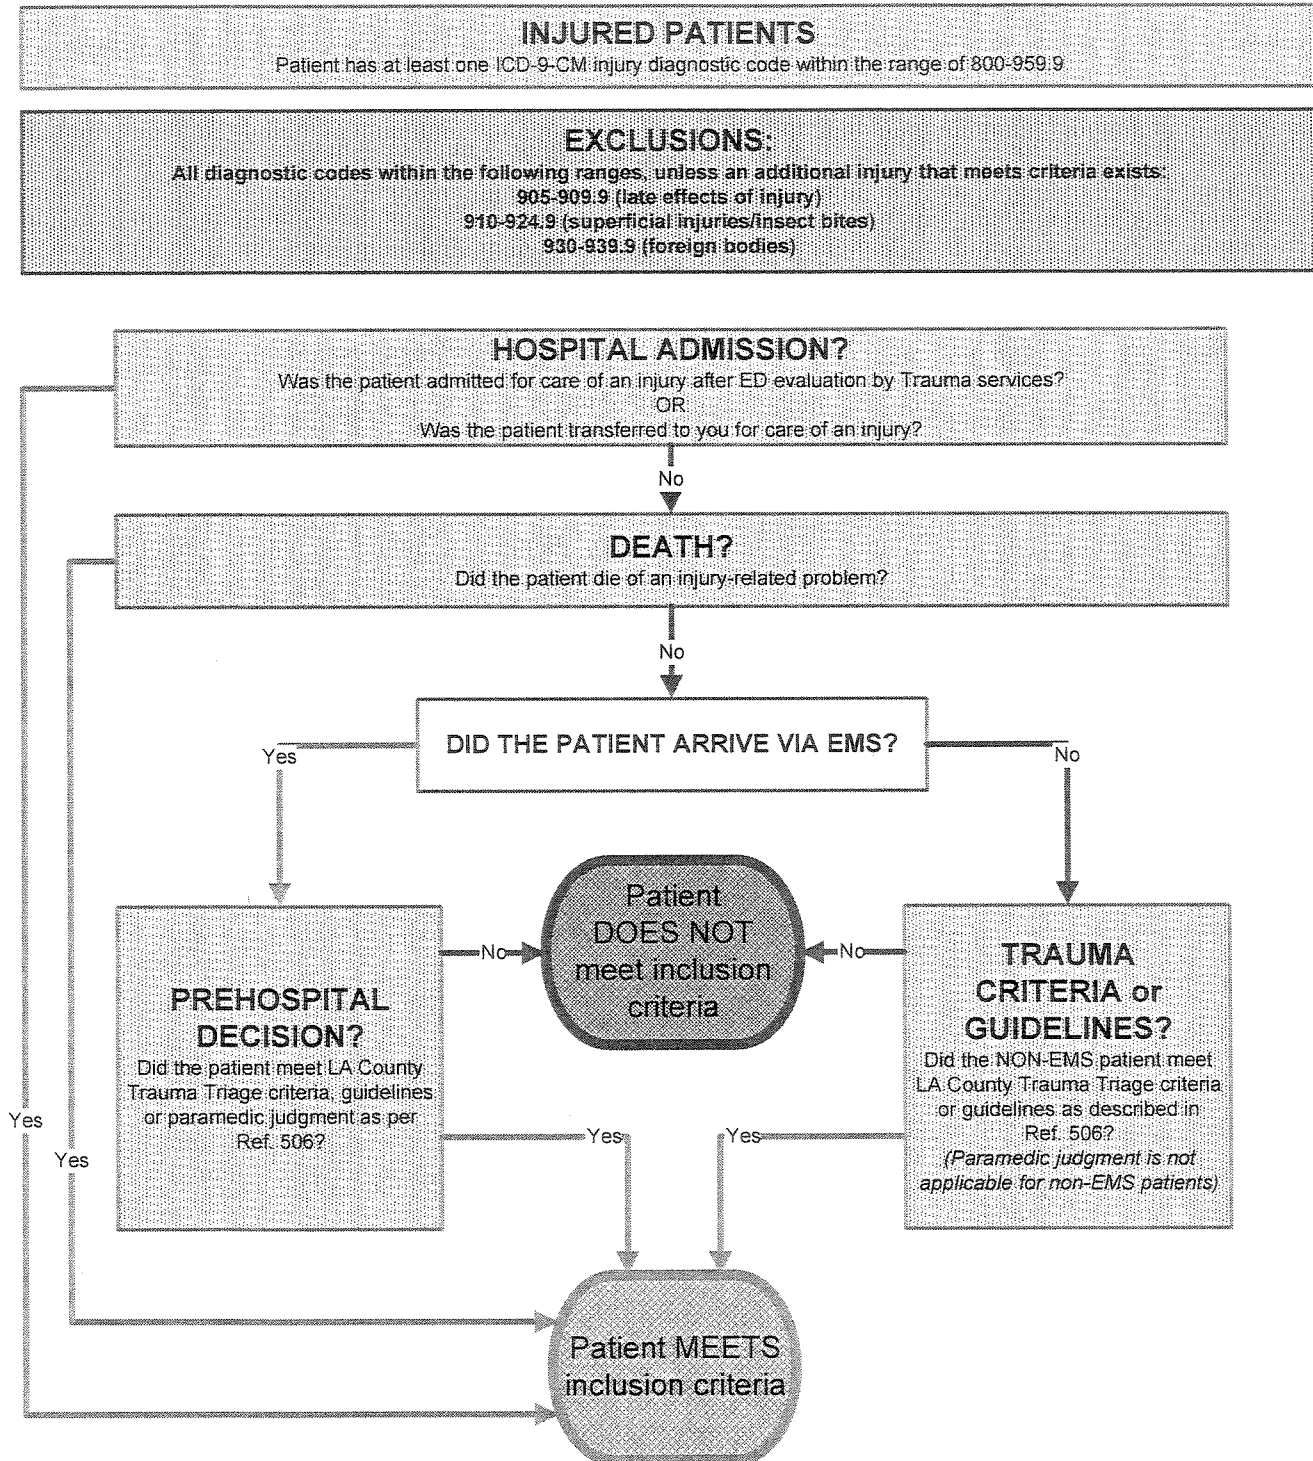 INJURED PATIENTS
Patient has at least one ICD-9-CM injury diagnostic code within the range of 800-959.9
EXCLUSIONS:
All diagnostic codes within the following ranges, unless an additional injury that meets criteria exists:
905-909.9 (late effects of injury)
910-924.9 (superficial injuries/insect bites)
930-939.9 (foreign bodies)
HOSPITAL ADMISSION?
Was the patient admitted for care of an injury after ED evaluation by Trauma services?
OR
Was the patient transferred to you for care of an injury?
No
DEATH?
Did the patient die of an injury-related problem?
No
DID THE PATIENT ARRIVE VIA EMS?
Yes
No
Patient
DOES NOT
meet inclusion
criteria
No
No
PREHOSPITAL
DECISION?
Did the patient meet LA County
Trauma Triage criteria, guidelines
or paramedic judgment as per
Ref. 506?
TRAUMA
CRITERIA or
GUIDELINES?
Did the NON-EMS patient meet
LA County Trauma Triage criteria
or guidelines as described in
Ref. 506?
(Paramedic judgment is not
applicable for non-EMS patients)
Yes
Yes
Yes
Yes
Patient MEETS
inclusion criteria